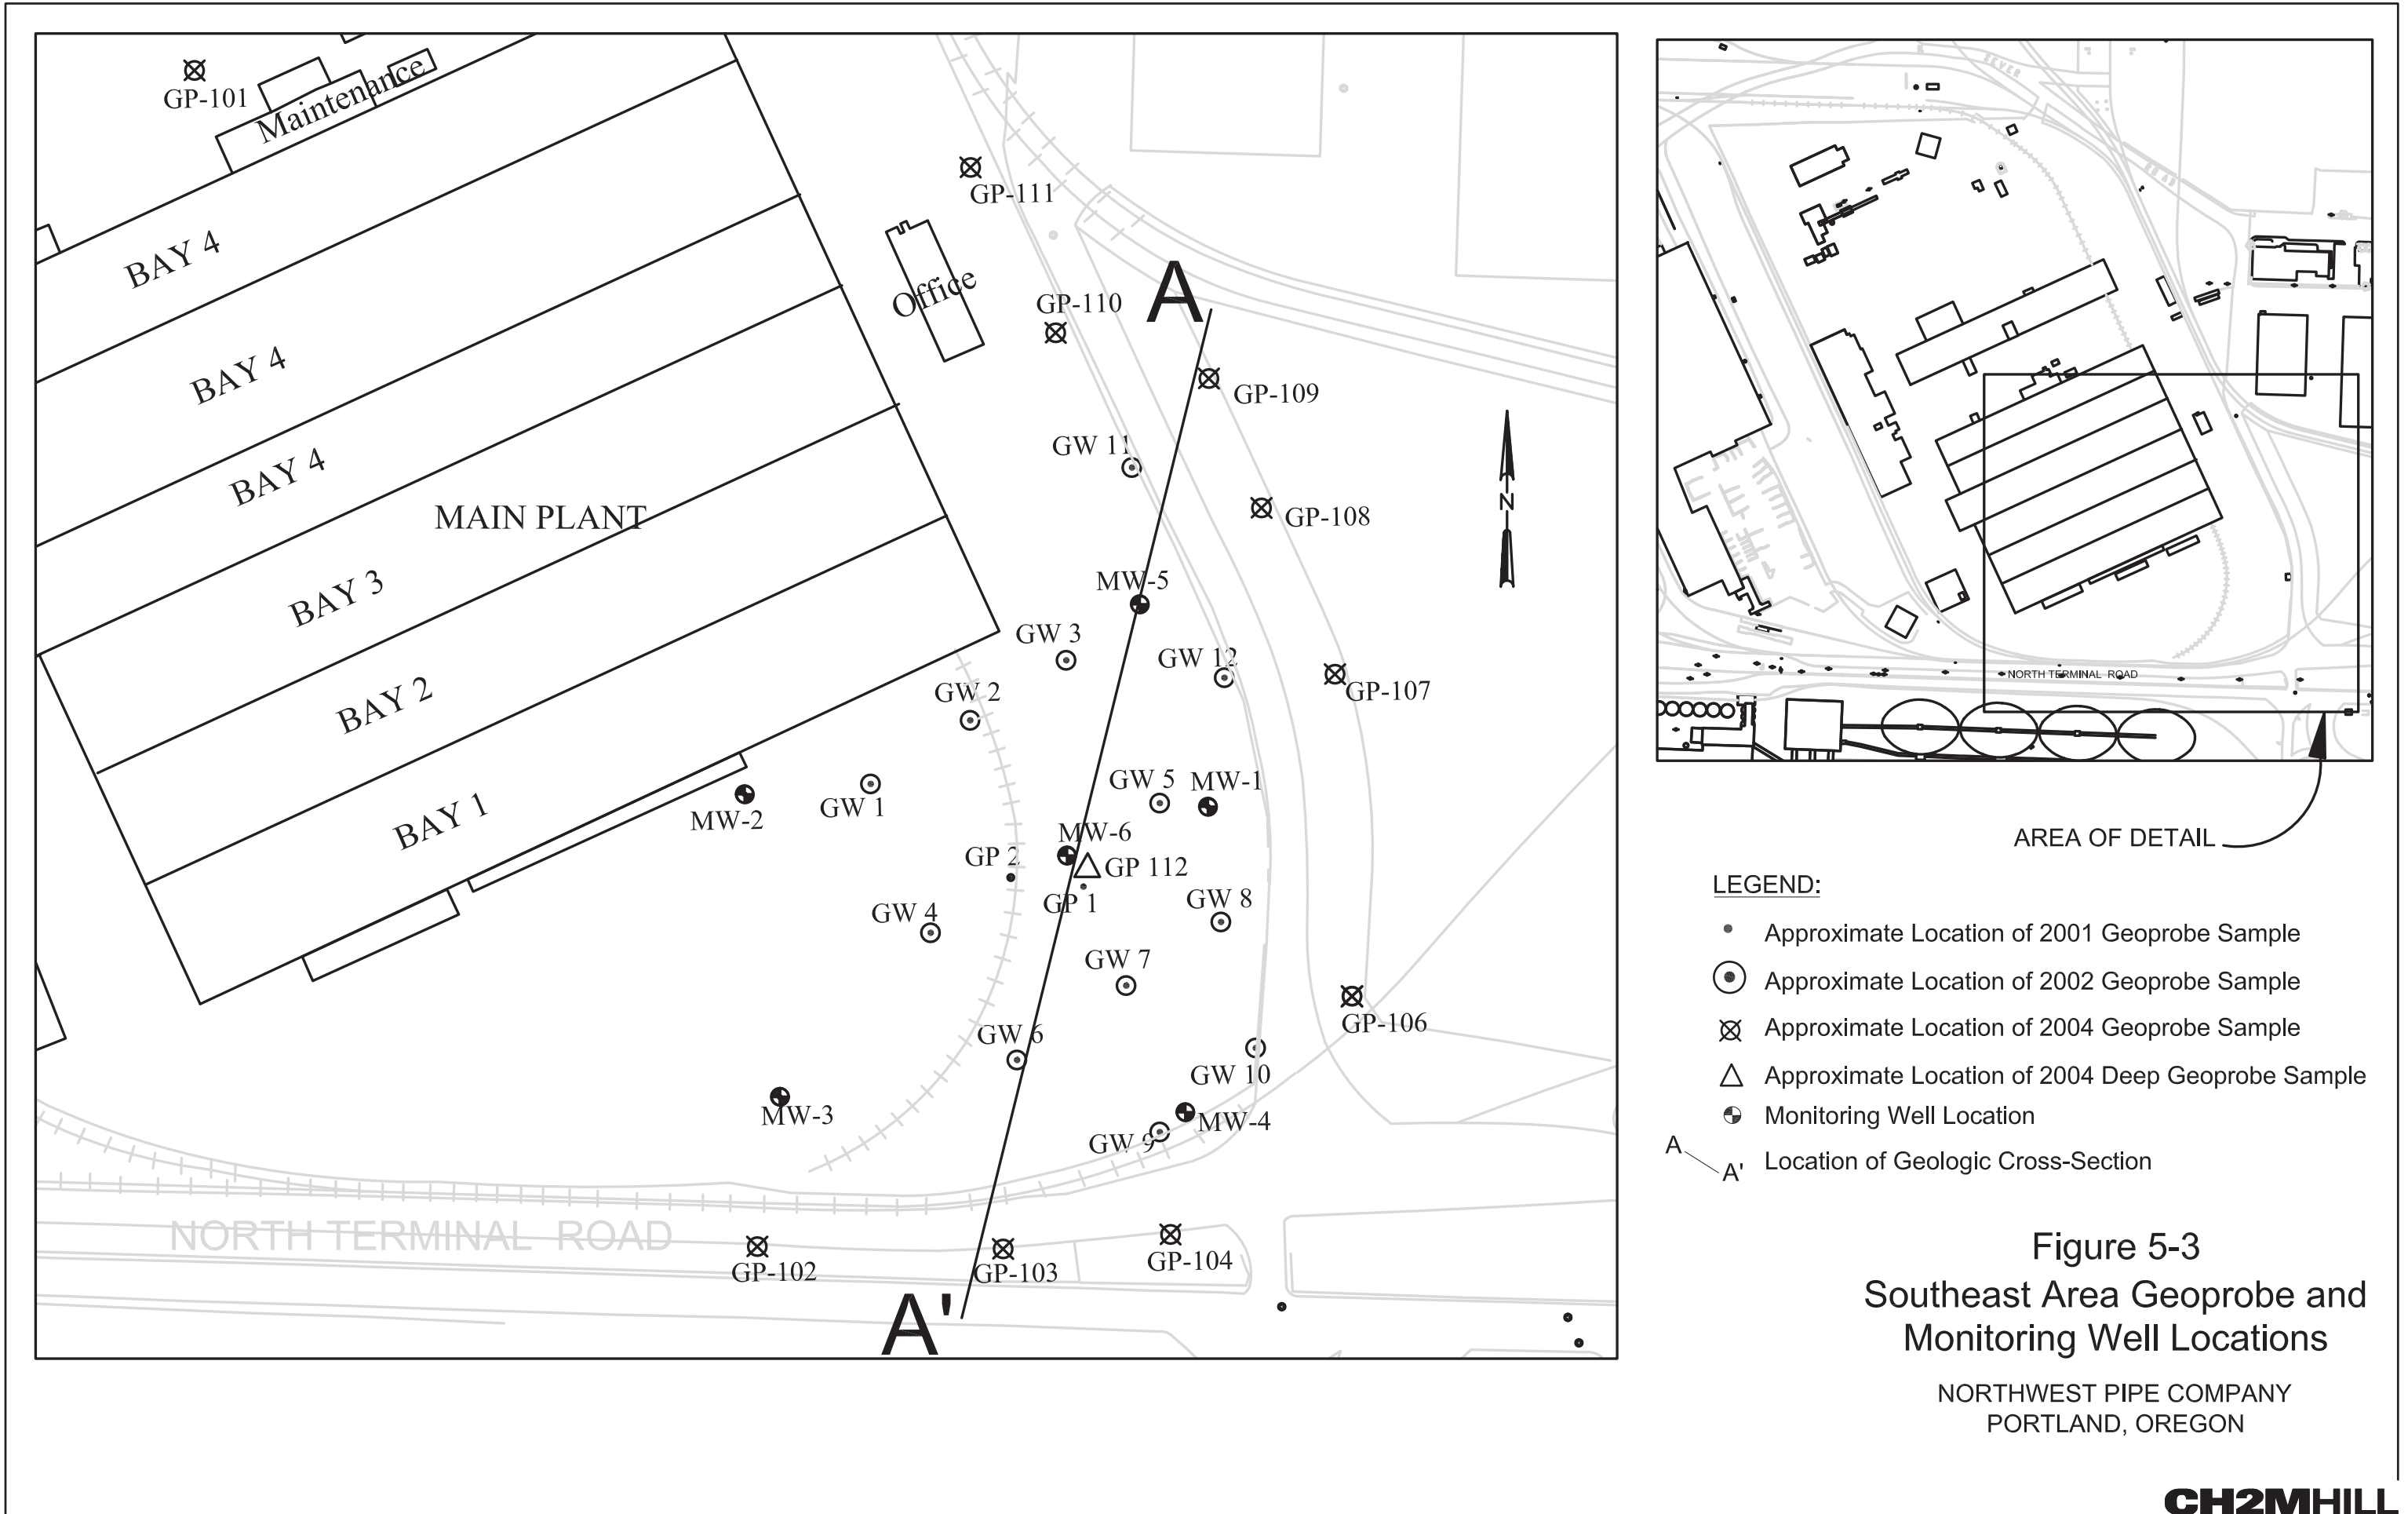 GP-101
Maintenance
BAY 4
BAY 4
BAY 4
MAIN PLANT
BAY 3
BAY 2
BAY 1
Office
GP-111
GP-110
A
GP-109
GW 11
GP-108
N
MW-5
GW 3
GW 12
GP-107
GW 2
GW 5
MW-1
GW 1
MW-2
MW-6
GP 2
GP 112
GP 1
GW 8
GW 4
GW 7
GP-106
GW 6
GW 10
MW-3
MW-4
GW 9
NORTH TERMINAL ROAD
GP-102
GP-103
GP-104
A'
NORTH TERMINAL ROAD
AREA OF DETAIL
LEGEND:
Approximate Location of 2001 Geoprobe Sample
Approximate Location of 2002 Geoprobe Sample
Approximate Location of 2004 Geoprobe Sample
Approximate Location of 2004 Deep Geoprobe Sample
Monitoring Well Location
A
A'
Location of Geologic Cross-Section
Figure 5-3
Southeast Area Geoprobe and
Monitoring Well Locations
NORTHWEST PIPE COMPANY
PORTLAND, OREGON
CH2MHILL